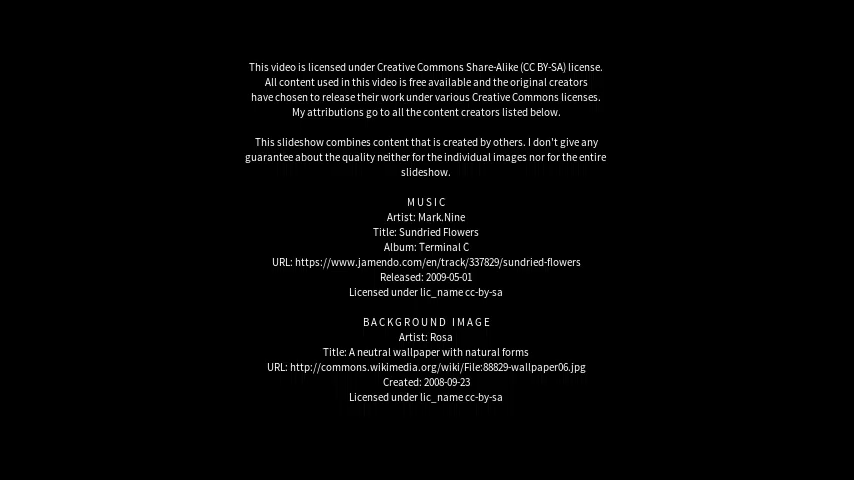 This video is licensed under Creative Commons Share-Alike (CC BY-SA) license.
All content used in this video is free available and the original creators
have chosen to release their work under various Creative Commons licenses.
My attributions go to all the content creators listed below.
This slideshow combines content that is created by others. I don't give any
guarantee about the quality neither for the individual images nor for the entire
slideshow.
MUSIC
Artist: Mark.Nine
Title: Sundried Flowers
Album: Terminal C
URL: https://www.jamendo.com/en/track/337829/sundried-flowers
Released: 2009-05-01
Licensed under lic_name cc-by-sa
BACKGROUND IMAGE
Artist: Rosa
Title: A neutral wallpaper with natural forms
URL: http://commons.wikimedia.org/wiki/File:88829-wallpaper06.jpg
Created: 2008-09-23
Licensed under lic_name cc-by-sa